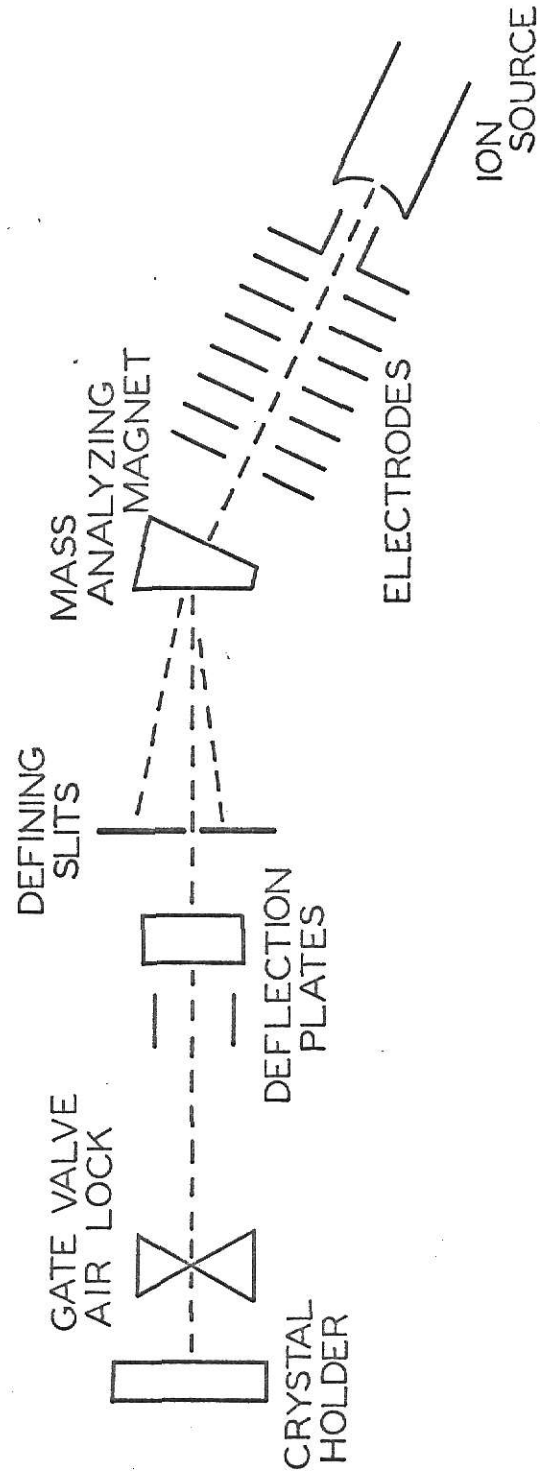 GATE VALVE
AIR LOCK
DEFINING
SLITS
MASS
ANALYZING
MAGNET
CRYSTAL
HOLDER
DEFLECTION
PLATES
ELECTRODES
ION
SOURCE